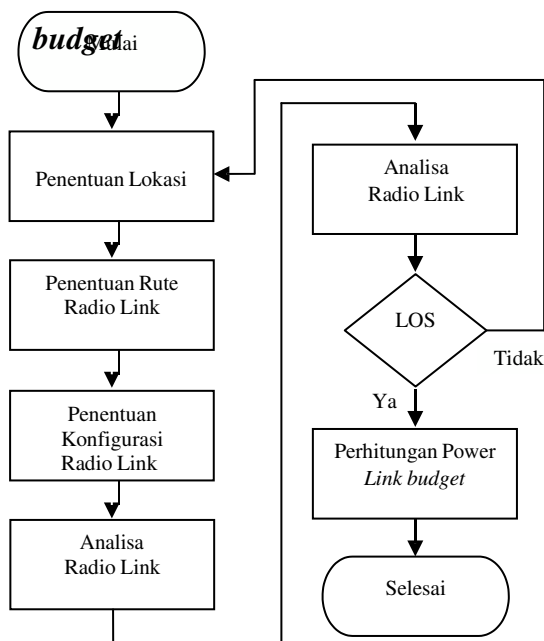 budget
Mulai
Penentuan Lokasi
Penentuan Rute
Radio Link
Penentuan
Konfigurasi
Radio Link
Analisa
Radio Link
Analisa
Radio Link
LOS
Tidak
Ya
Perhitungan Power
Link budget
Selesai